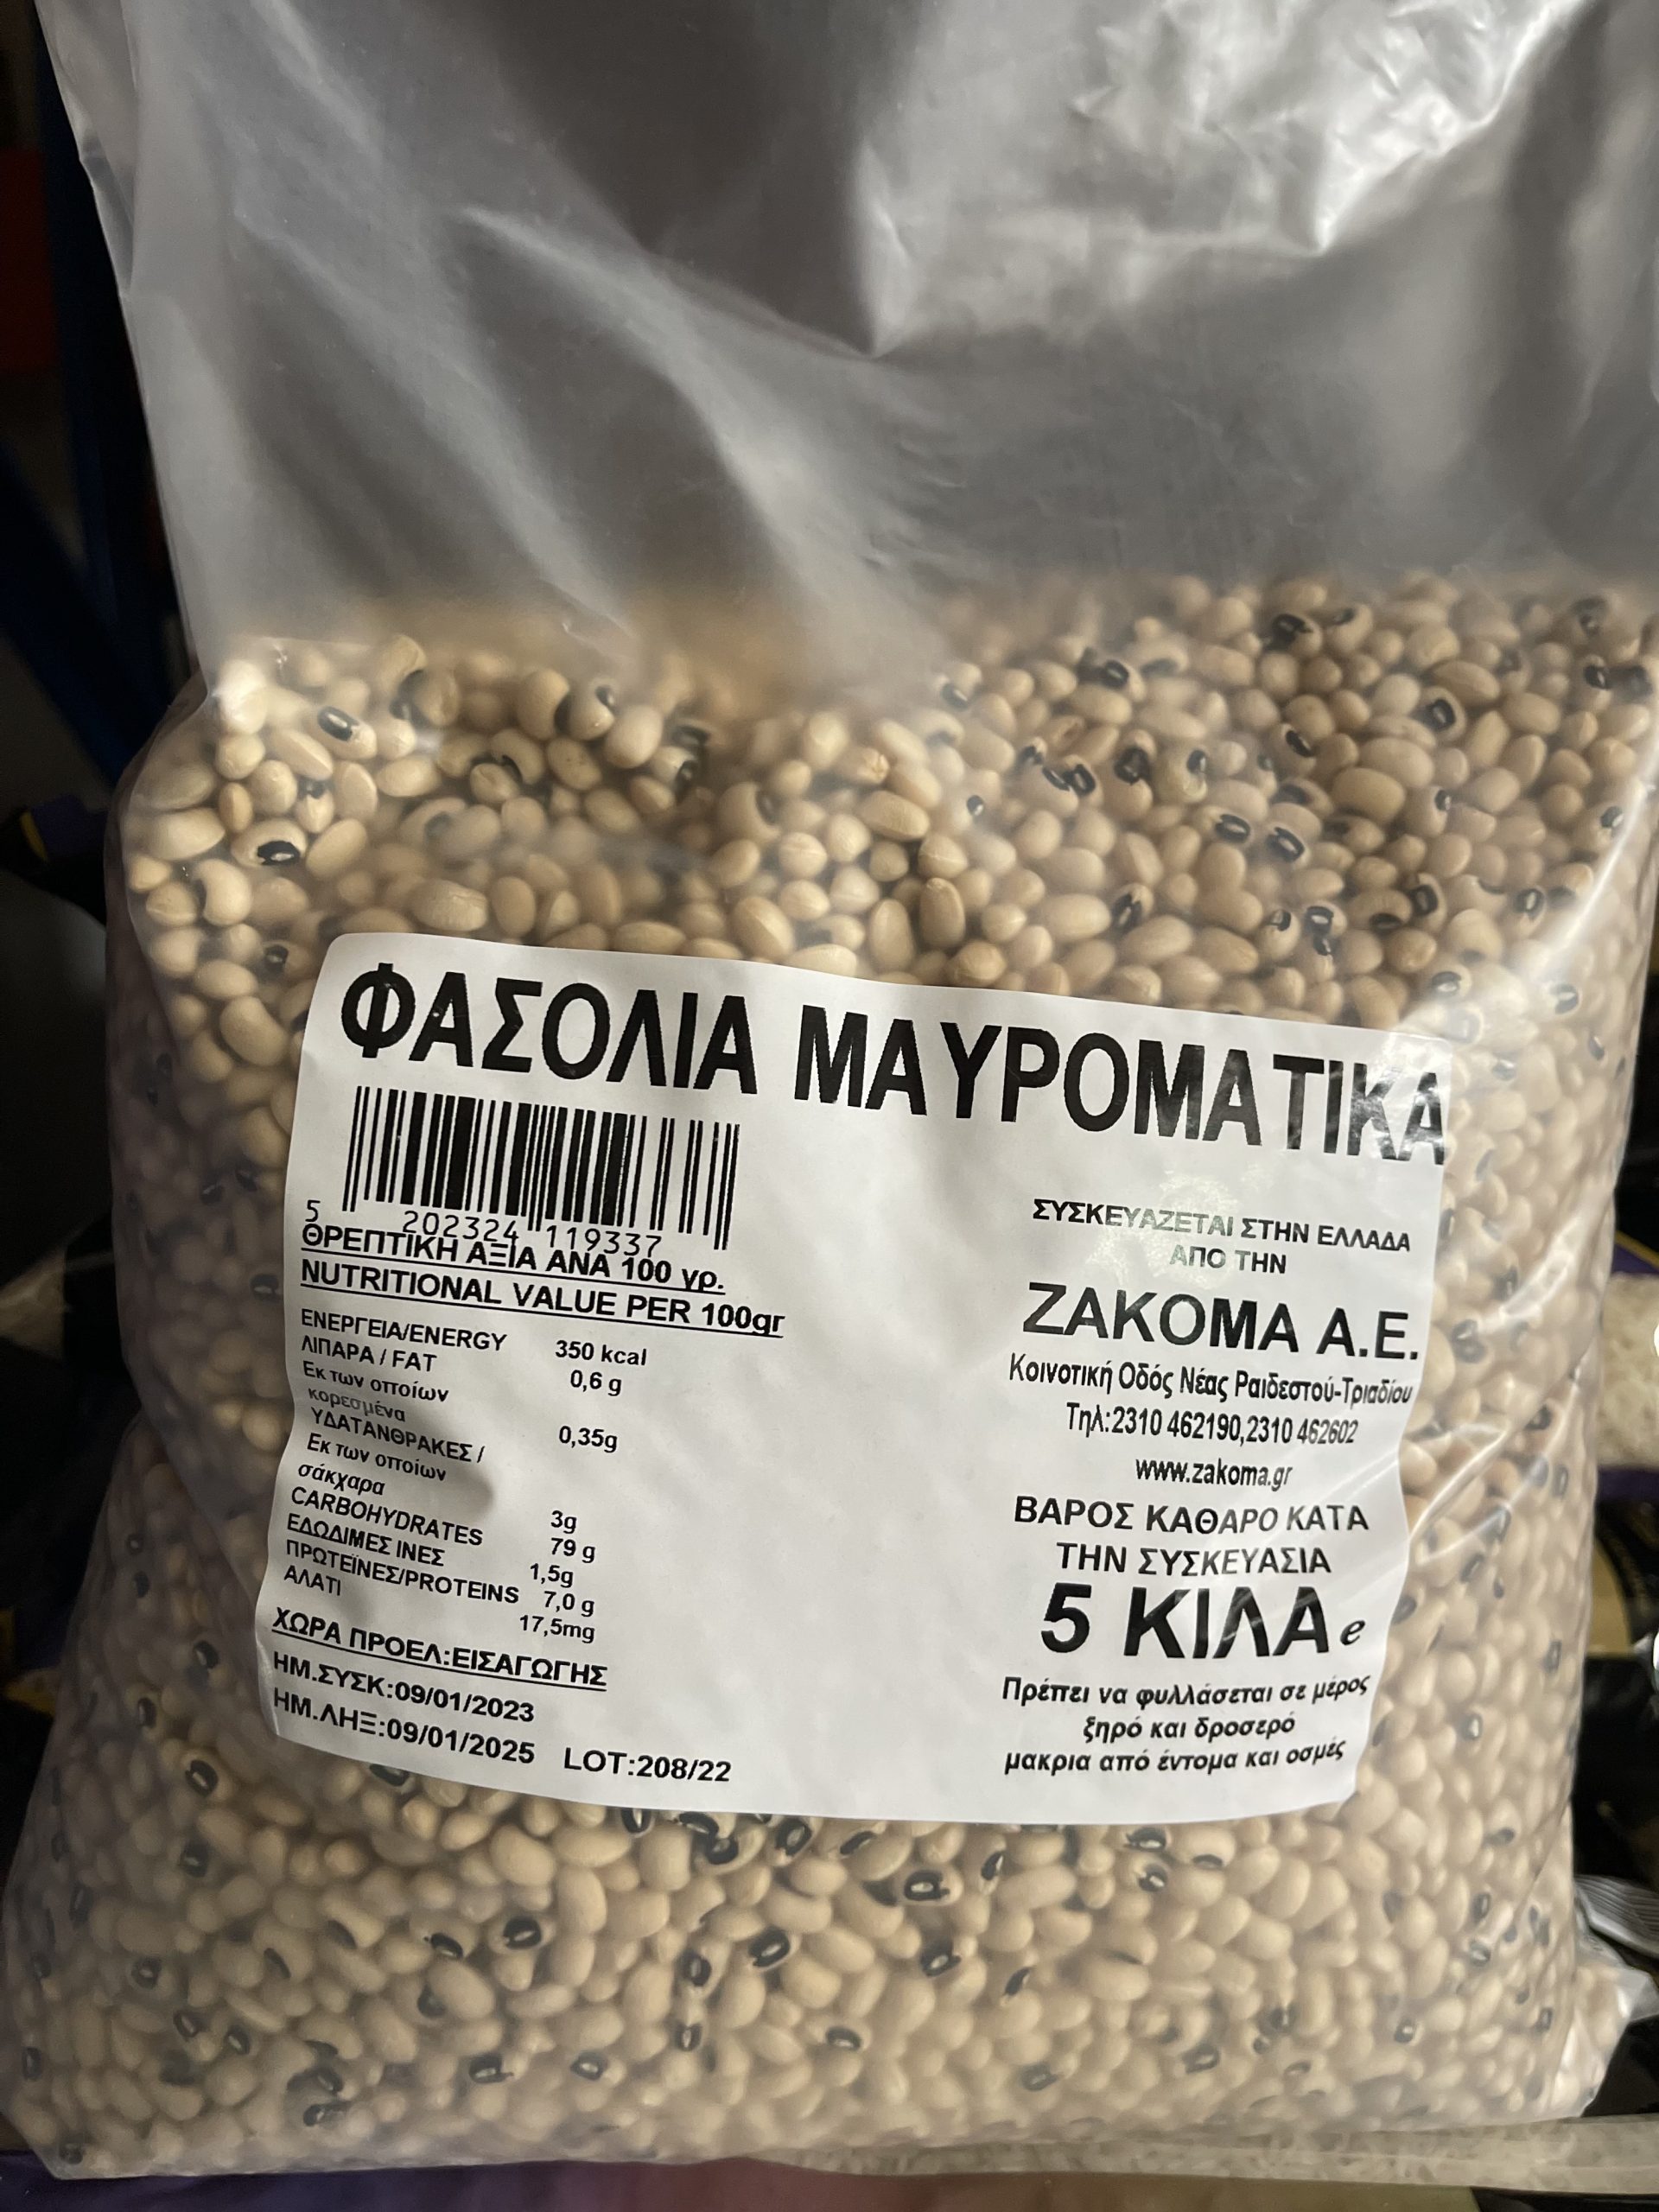 ΦΑΣΟΛΙΑ ΜΑΥΡΟΜΑΤΙΚΑ
5 202324 119337
ΘΡΕΠΤΙΚΗ ΑΞΙΑ ΑΝΑ 100 γρ.
NUTRITIONAL VALUE PER 100gr
ΕΝΕΡΓΕΙΑ/ENERGY 350 kcal
ΛΙΠΑΡΑ / FAT 0,6 g
Εκ των οποίων
κορεσμένα 0,35g
ΥΔΑΤΑΝΘΡΑΚΕΣ /
Εκ των οποίων
σάκχαρα 3g
CARBOHYDRATES 79 g
ΕΔΩΔΙΜΕΣ ΙΝΕΣ 1,5g
ΠΡΩΤΕΪΝΕΣ/PROTEINS 7,0 g
ΑΛΑΤΙ 17,5mg
ΧΩΡΑ ΠΡΟΕΛ:ΕΙΣΑΓΩΓΗΣ
ΗΜ.ΣΥΣΚ:09/01/2023
ΗΜ.ΛΗΞ:09/01/2025 LOT:208/22
ΣΥΣΚΕΥΑΖΕΤΑΙ ΣΤΗΝ ΕΛΛΑΔΑ
ΑΠΟ ΤΗΝ
ΖΑΚΟΜΑ Α.Ε.
Κοινοτική Οδός Νέας Ραιδεστού-Τριαδίου
Τηλ:2310 462190,2310 462602
www.zakoma.gr
ΒΑΡΟΣ ΚΑΘΑΡΟ ΚΑΤΑ
ΤΗΝ ΣΥΣΚΕΥΑΣΙΑ
5 ΚΙΛΑ e
Πρέπει να φυλλάσεται σε μέρος
ξηρό και δροσερό
μακρια από έντομα και οσμές